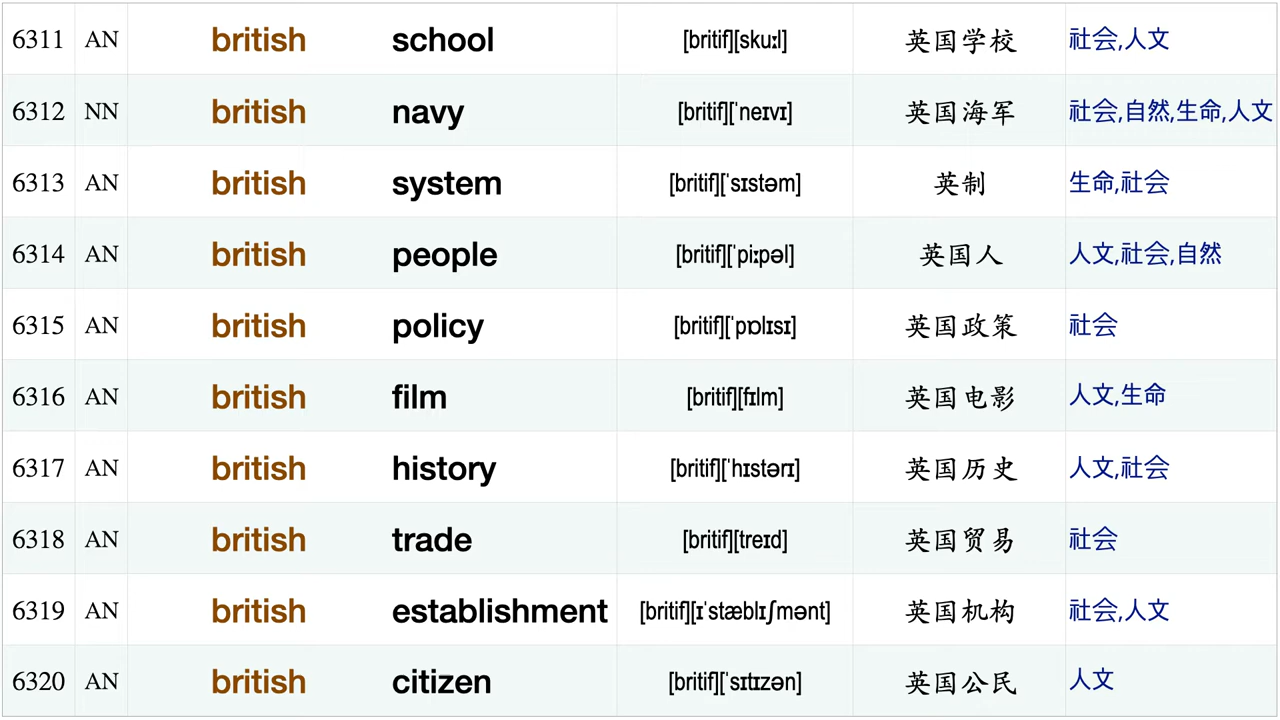 6311 AN british school [britif][skuːl] 英国学校 社会,人文
6312 NN british navy [britif][ˈneɪvɪ] 英国海军 社会,自然,生命,人文
6313 AN british system [britif][ˈsɪstəm] 英制 生命,社会
6314 AN british people [britif][ˈpiːpəl] 英国人 人文,社会,自然
6315 AN british policy [britif][ˈpɒlɪsɪ] 英国政策 社会
6316 AN british film [britif][fɪlm] 英国电影 人文,生命
6317 AN british history [britif][ˈhɪstərɪ] 英国历史 人文,社会
6318 AN british trade [britif][treɪd] 英国贸易 社会
6319 AN british establishment [britif][ɪˈstæblɪʃmənt] 英国机构 社会,人文
6320 AN british citizen [britif][ˈsɪtɪzən] 英国公民 人文